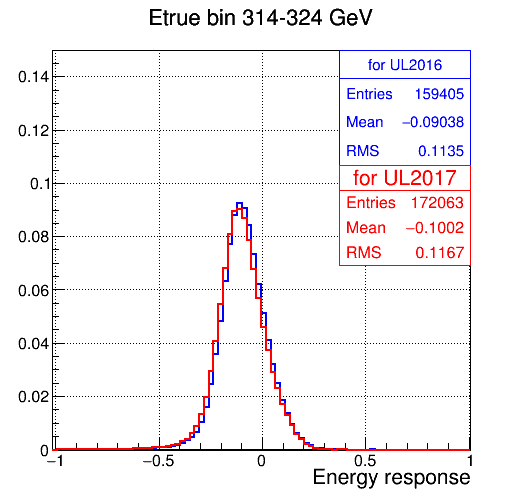 Etrue bin 314-324 GeV
for UL2016
Entries 159405
Mean −0.09038
RMS 0.1135
for UL2017
Entries 172063
Mean −0.1002
RMS 0.1167
0.14
0.12
0.1
0.08
0.06
0.04
0.02
0
−1 −0.5 0 0.5 1
Energy response